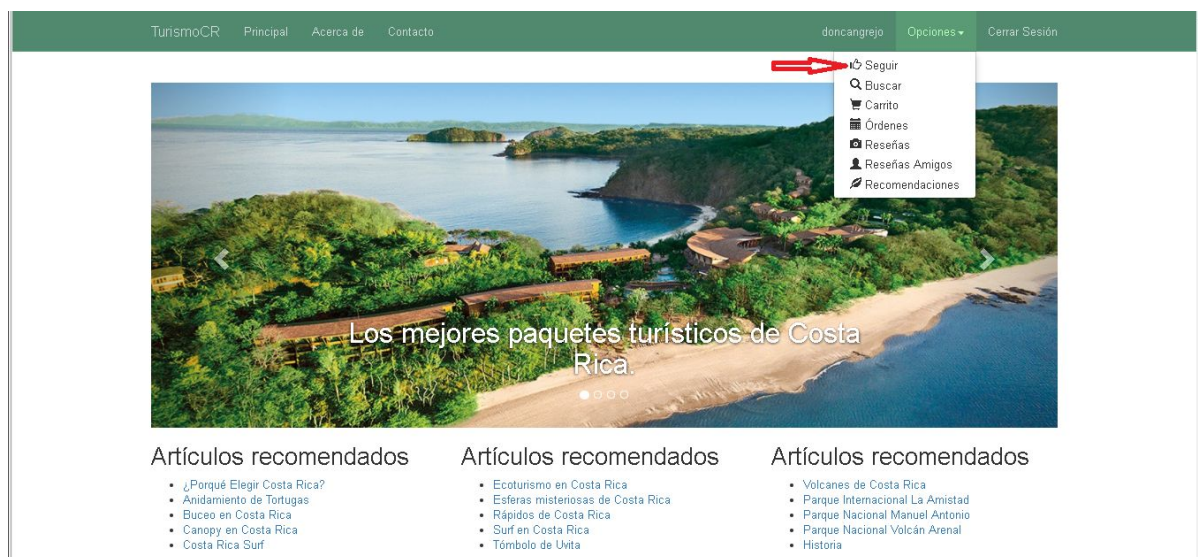 TurismoCR Principal Acerca de Contacto doncangrejo Opciones Cerrar Sesión
Seguir
Buscar
Carrito
Órdenes
Reseñas
Reseñas Amigos
Recomendaciones
Los mejores paquetes turísticos de Costa
Rica.
Artículos recomendados
¿Porqué Elegir Costa Rica?
Anidamiento de Tortugas
Buceo en Costa Rica
Canopy en Costa Rica
Costa Rica Surf
Artículos recomendados
Ecoturismo en Costa Rica
Esferas misteriosas de Costa Rica
Rápidos de Costa Rica
Surf en Costa Rica
Tómbolo de Uvita
Artículos recomendados
Volcanes de Costa Rica
Parque Internacional La Amistad
Parque Nacional Manuel Antonio
Parque Nacional Volcán Arenal
Historia